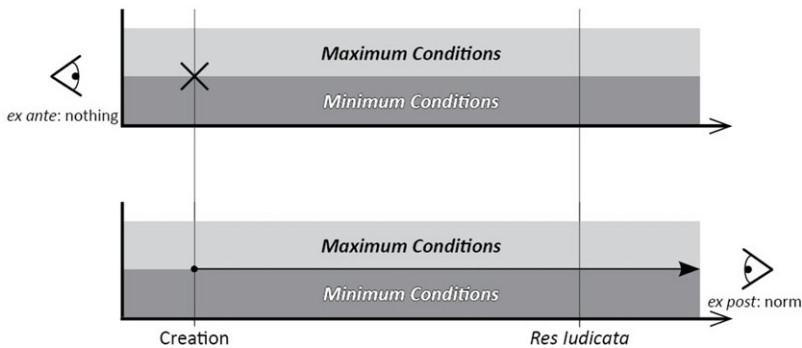 Maximum Conditions
Minimum Conditions
ex ante: nothing
Maximum Conditions
Minimum Conditions
ex post: norm
Creation
Res Iudicata